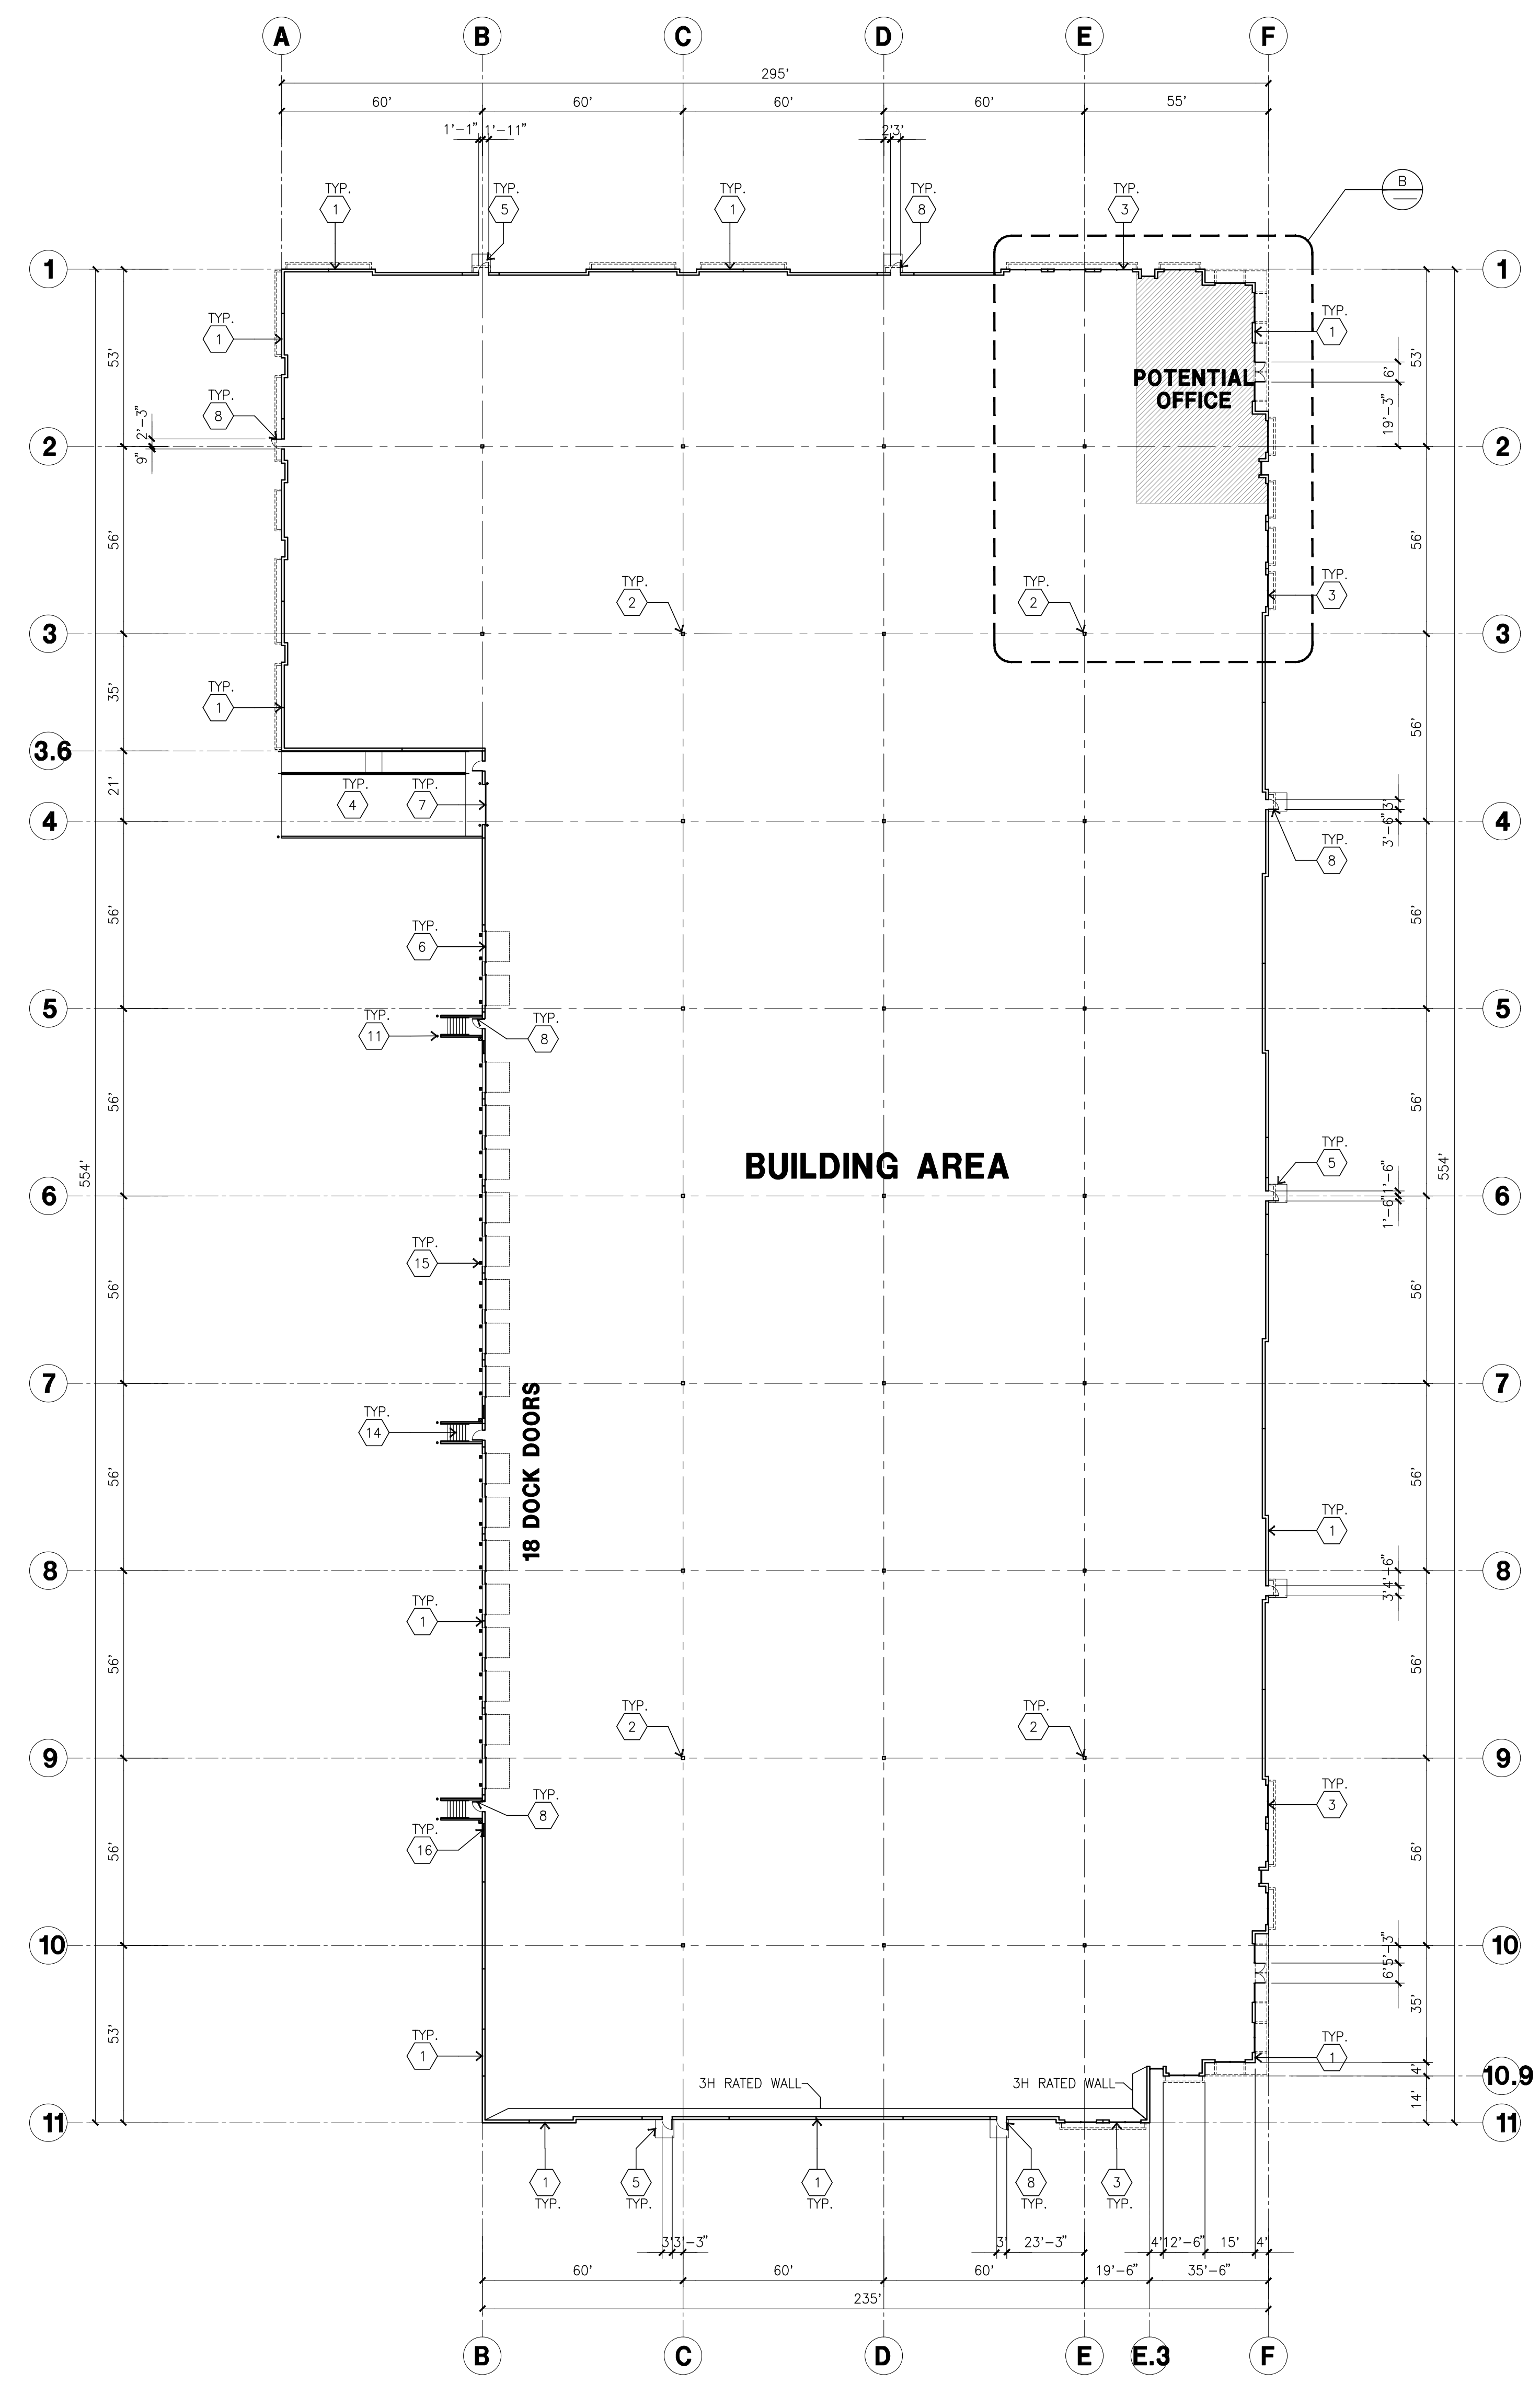 A B C D E F
295'
60' 60' 60' 60' 55'
1'-1" 1'-11" 2' 3'
B
TYP. TYP. TYP. TYP. TYP.
1 5 1 8 3
1 1
TYP. TYP.
1 1
53' 53'
6'
POTENTIAL
OFFICE
TYP.
8
2'-3" 19'-3"
2 2
9"
56' 56'
TYP. TYP. TYP.
2 2 3
3 3
TYP.
35'
1
56'
3.6
21'
TYP. TYP.
4 7
3'
4 4
3'-6"
8
TYP.
56' 56'
TYP.
6
5 5
TYP. TYP.
11 8
56' 56'
554' 554'
BUILDING AREA
TYP.
5
1'-6"
6 6
1'-6"
TYP.
15
56' 56'
7 7
18 DOCK DOORS
TYP.
14
56' 56'
TYP.
1
8 8
4'-6"
3'
TYP.
1
56' 56'
TYP. TYP.
2 2
9 9
TYP. TYP.
8 3
TYP.
16
56' 56'
10 10
5'-3"
6'
35'
53'
TYP. TYP.
1 1
3H RATED WALL 3H RATED WALL
4'
10.9
14'
11 11
1 5 1 8 3
TYP. TYP. TYP. TYP. TYP.
3' 3'-3" 3' 23'-3" 4' 12'-6" 15' 4'
60' 60' 60' 19'-6" 35'-6"
235'
B C D E E.3 F